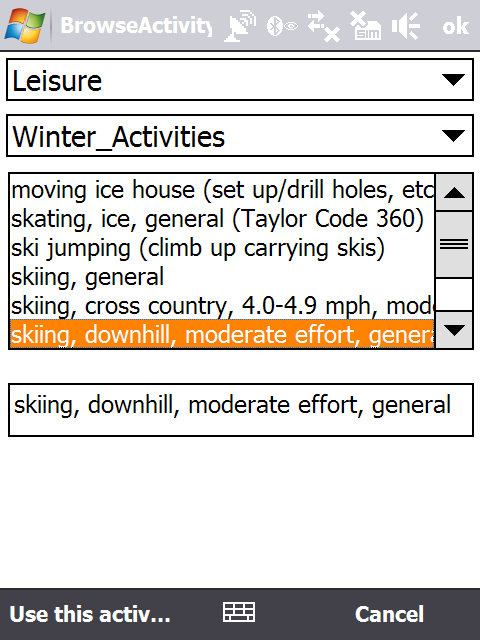 BrowseActivity
SIM
ok
Leisure
Winter_Activities
moving ice house (set up/drill holes, etc
skating, ice, general (Taylor Code 360)
ski jumping (climb up carrying skis)
skiing, general
skiing, cross country, 4.0-4.9 mph, mod
skiing, downhill, moderate effort, genera
skiing, downhill, moderate effort, general
Use this activ...
Cancel